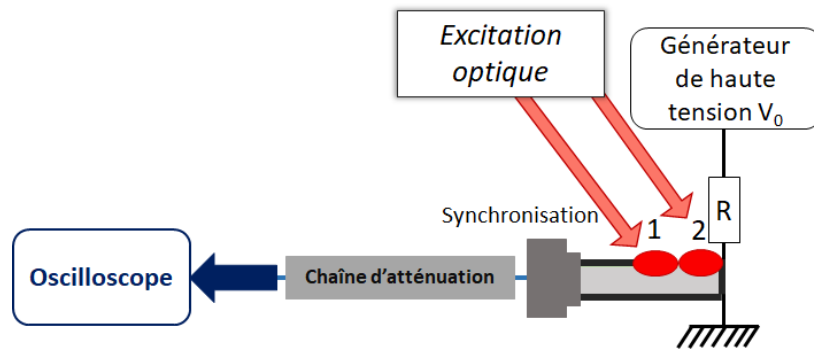 Excitation
optique
Générateur
de haute
tension V₀
Synchronisation
1
2
R
Oscilloscope
Chaîne d’atténuation